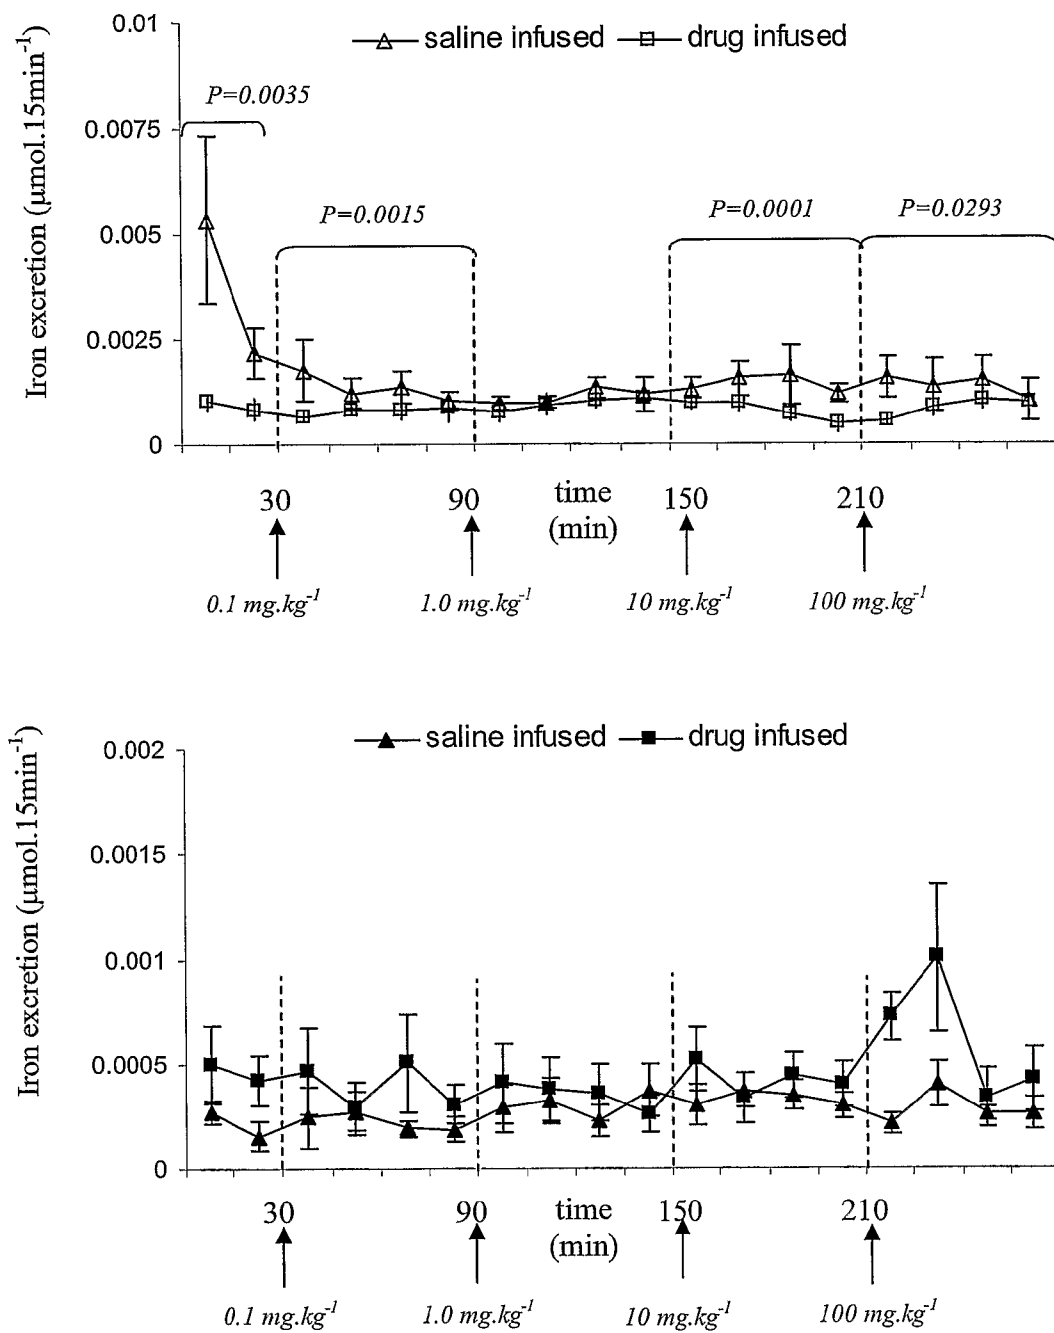 Iron excretion (μmol.15min⁻¹)
saline infused drug infused
0.01
0.0075
0.005
0.0025
0
P=0.0035
P=0.0015
P=0.0001
P=0.0293
30 90 time (min) 150 210
0.1 mg.kg⁻¹ 1.0 mg.kg⁻¹ 10 mg.kg⁻¹ 100 mg.kg⁻¹
Iron excretion (μmol.15min⁻¹)
saline infused drug infused
0.002
0.0015
0.001
0.0005
0
30 90 time (min) 150 210
0.1 mg.kg⁻¹ 1.0 mg.kg⁻¹ 10 mg.kg⁻¹ 100 mg.kg⁻¹